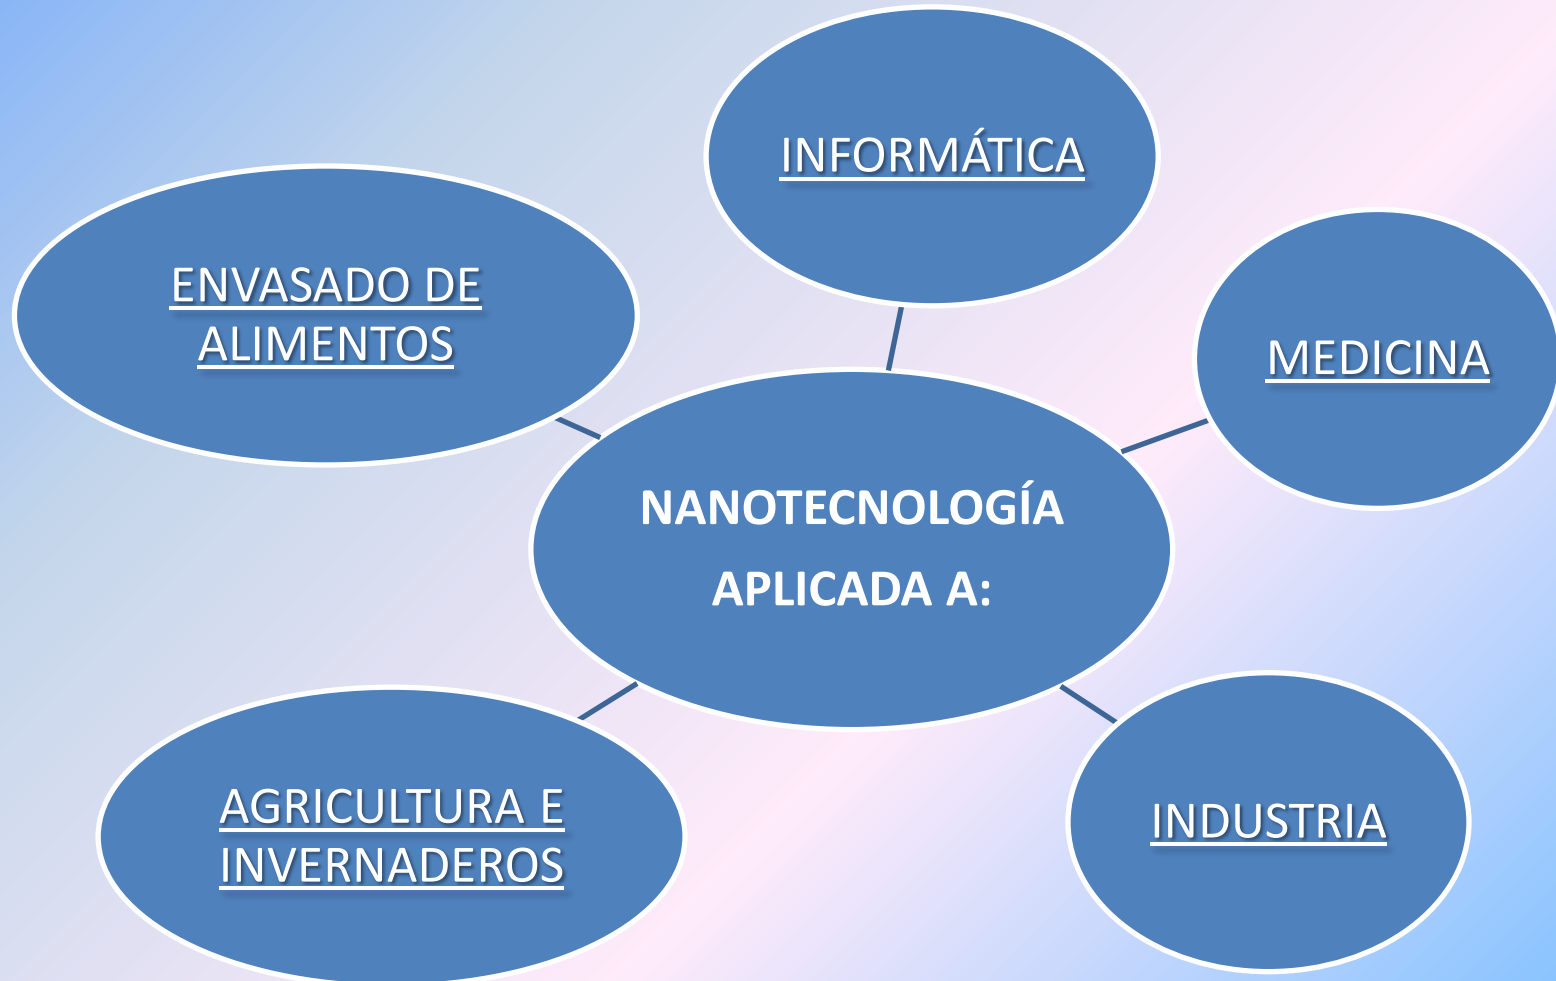 INFORMÁTICA
ENVASADO DE
ALIMENTOS
MEDICINA
NANOTECNOLOGÍA
APLICADA A:
AGRICULTURA E
INVERNADEROS
INDUSTRIA